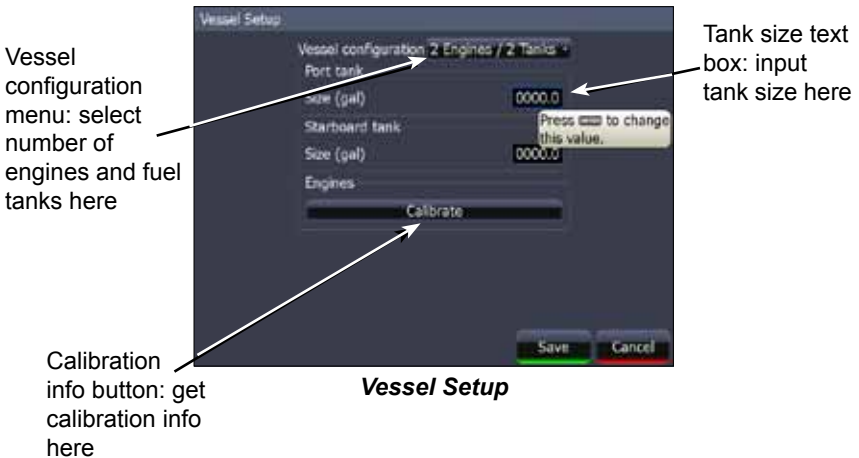 Vessel
configuration
menu: select
number of
engines and fuel
tanks here
Vessel Setup
Vessel configuration 2 Engines / 2 Tanks
Port tank
Size (gal) 0000.0
Press to change
this value.
Starboard tank
Size (gal) 0000.0
Engines
Calibrate
Save Cancel
Tank size text
box: input
tank size here
Calibration
info button: get
calibration info
here
Vessel Setup